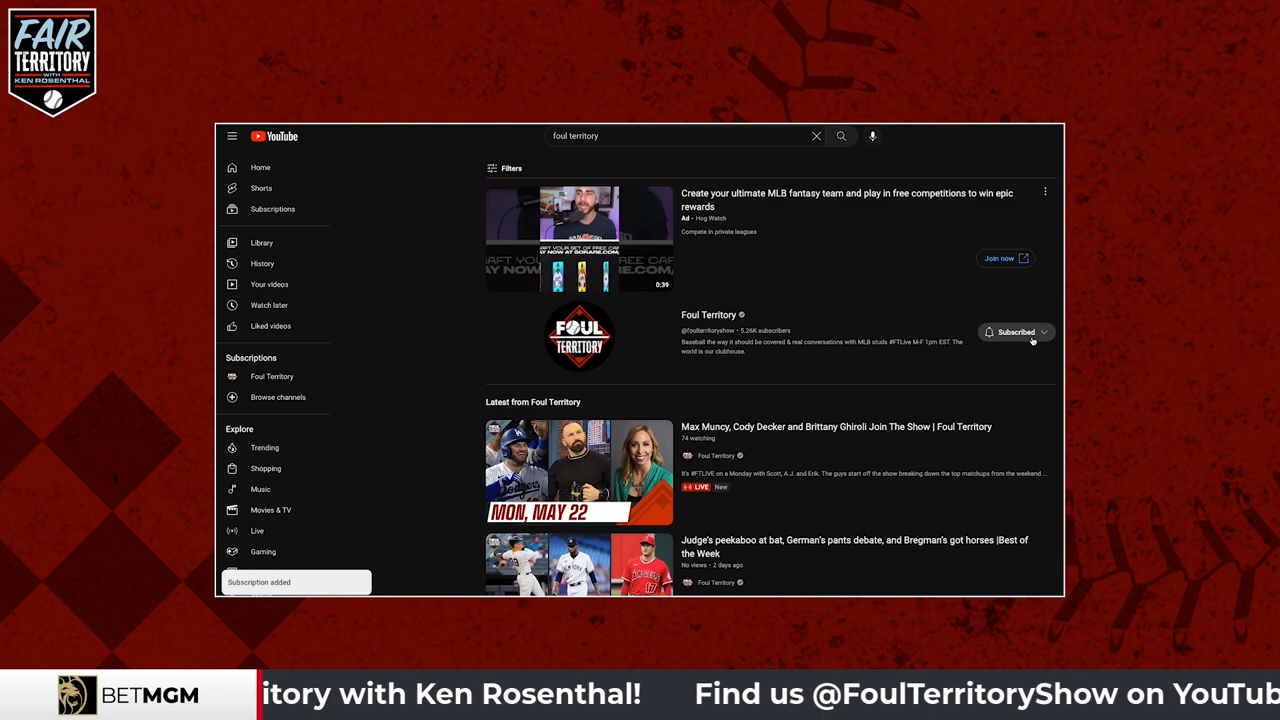 FAIR
TERRITORY
WITH
KEN ROSENTHAL
YouTube
foul territory
Home
Shorts
Subscriptions
Library
History
Your videos
Watch later
Liked videos
Subscriptions
Foul Territory
Browse channels
Explore
Trending
Shopping
Music
Movies & TV
Live
Gaming
Subscription added
Filters
0:39
Create your ultimate MLB fantasy team and play in free competitions to win epic
rewards
Ad • Hog Watch
Compete in private leagues
Join now
FOUL
TERRITORY
Foul Territory
@foulterritoryshow • 5.26K subscribers
Baseball the way it should be covered & real conversations with MLB studs #FTLive M-F 1pm EST. The
world is our clubhouse.
Subscribed
Latest from Foul Territory
Dodgers
MON, MAY 22
Max Muncy, Cody Decker and Brittany Ghiroli Join The Show | Foul Territory
74 watching
Foul Territory
It's #FTLIVE on a Monday with Scott, A.J. and Erik. The guys start off the show breaking down the top matchups from the weekend ...
LIVE New
ANGELS
17
Judge's peekaboo at bat, German's pants debate, and Bregman's got horses |Best of
the Week
No views • 2 days ago
Foul Territory
BETMGM
itory with Ken Rosenthal! Find us @FoulTerritoryShow on YouTub